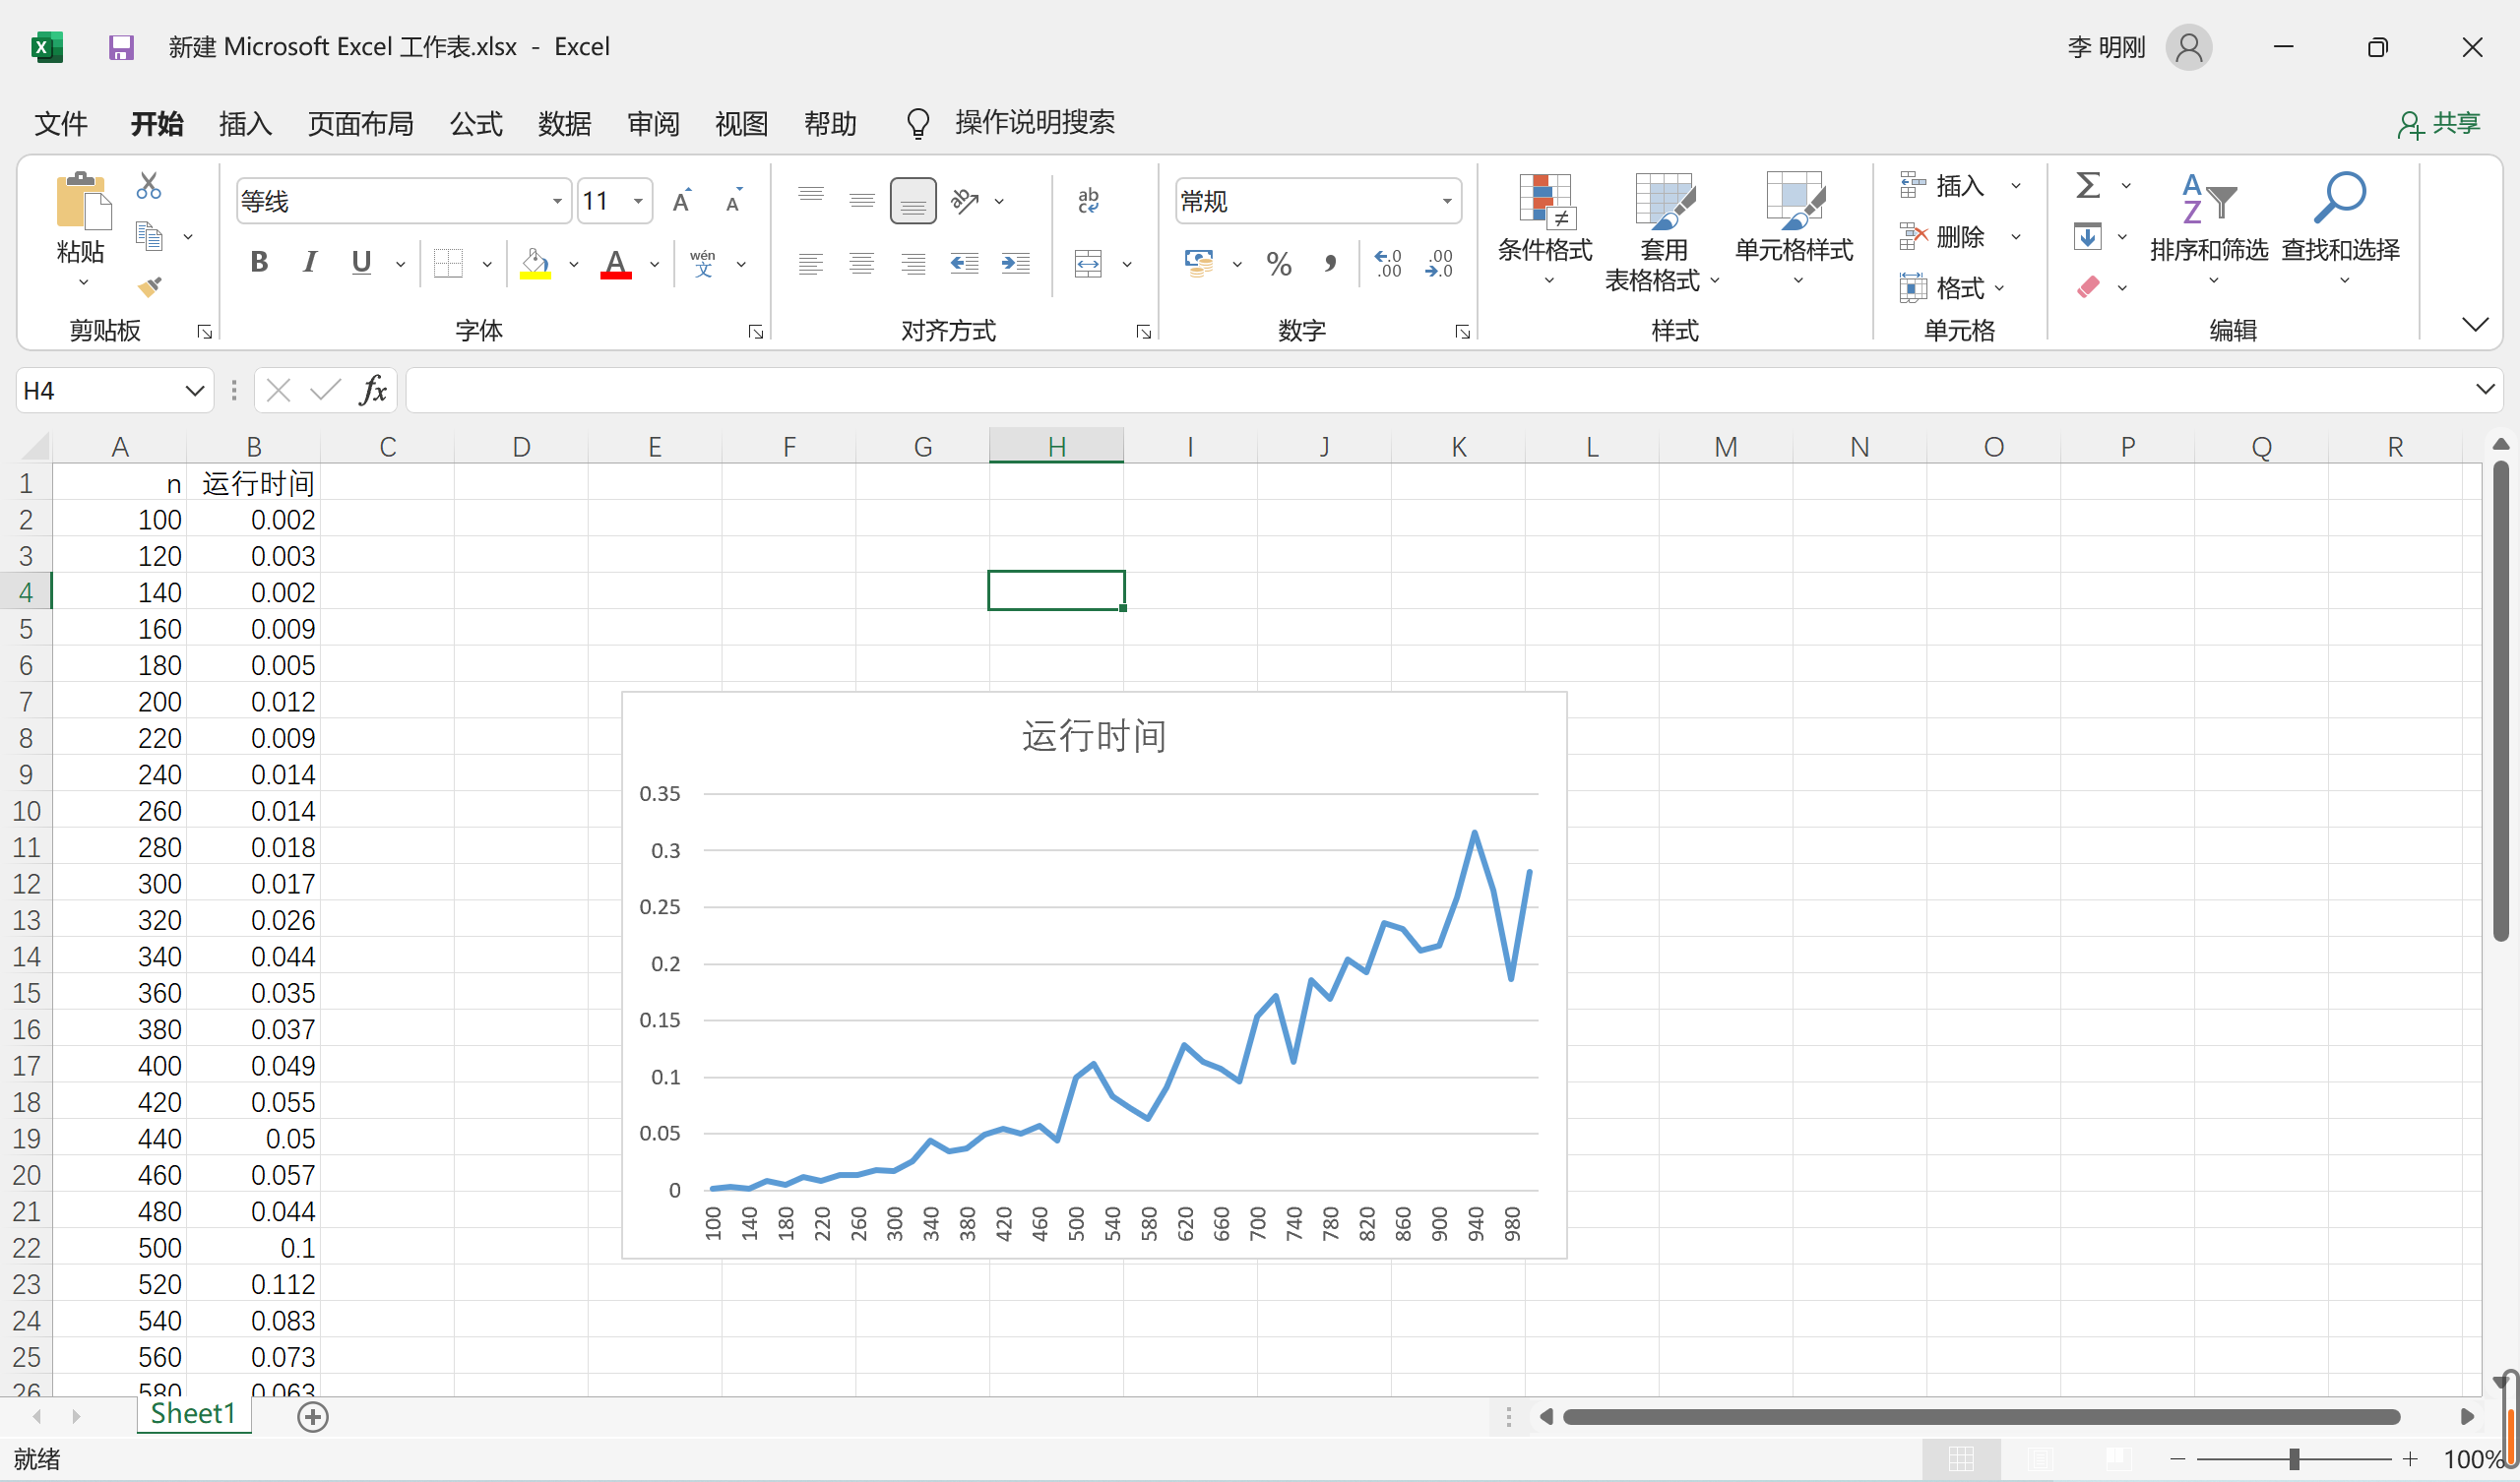 新建 Microsoft Excel 工作表.xlsx - Excel
李 明刚
文件 开始 插入 页面布局 公式 数据 审阅 视图 帮助 操作说明搜索 共享
粘贴
剪贴板
等线 11
B I U A wén 文
字体
ab
对齐方式
常规
% , .0 .00 .00 .0
数字
条件格式
套用
表格格式
单元格样式
样式
插入
删除
格式
单元格
Σ
排序和筛选
查找和选择
编辑
H4 fx
A B C D E F G H I J K L M N O P Q R
1 n 运行时间
2 100 0.002
3 120 0.003
4 140 0.002
5 160 0.009
6 180 0.005
7 200 0.012
8 220 0.009
9 240 0.014
10 260 0.014
11 280 0.018
12 300 0.017
13 320 0.026
14 340 0.044
15 360 0.035
16 380 0.037
17 400 0.049
18 420 0.055
19 440 0.05
20 460 0.057
21 480 0.044
22 500 0.1
23 520 0.112
24 540 0.083
25 560 0.073
26 580 0.063
运行时间
0.35
0.3
0.25
0.2
0.15
0.1
0.05
0
100 140 180 220 260 300 340 380 420 460 500 540 580 620 660 700 740 780 820 860 900 940 980
Sheet1
就绪
100%